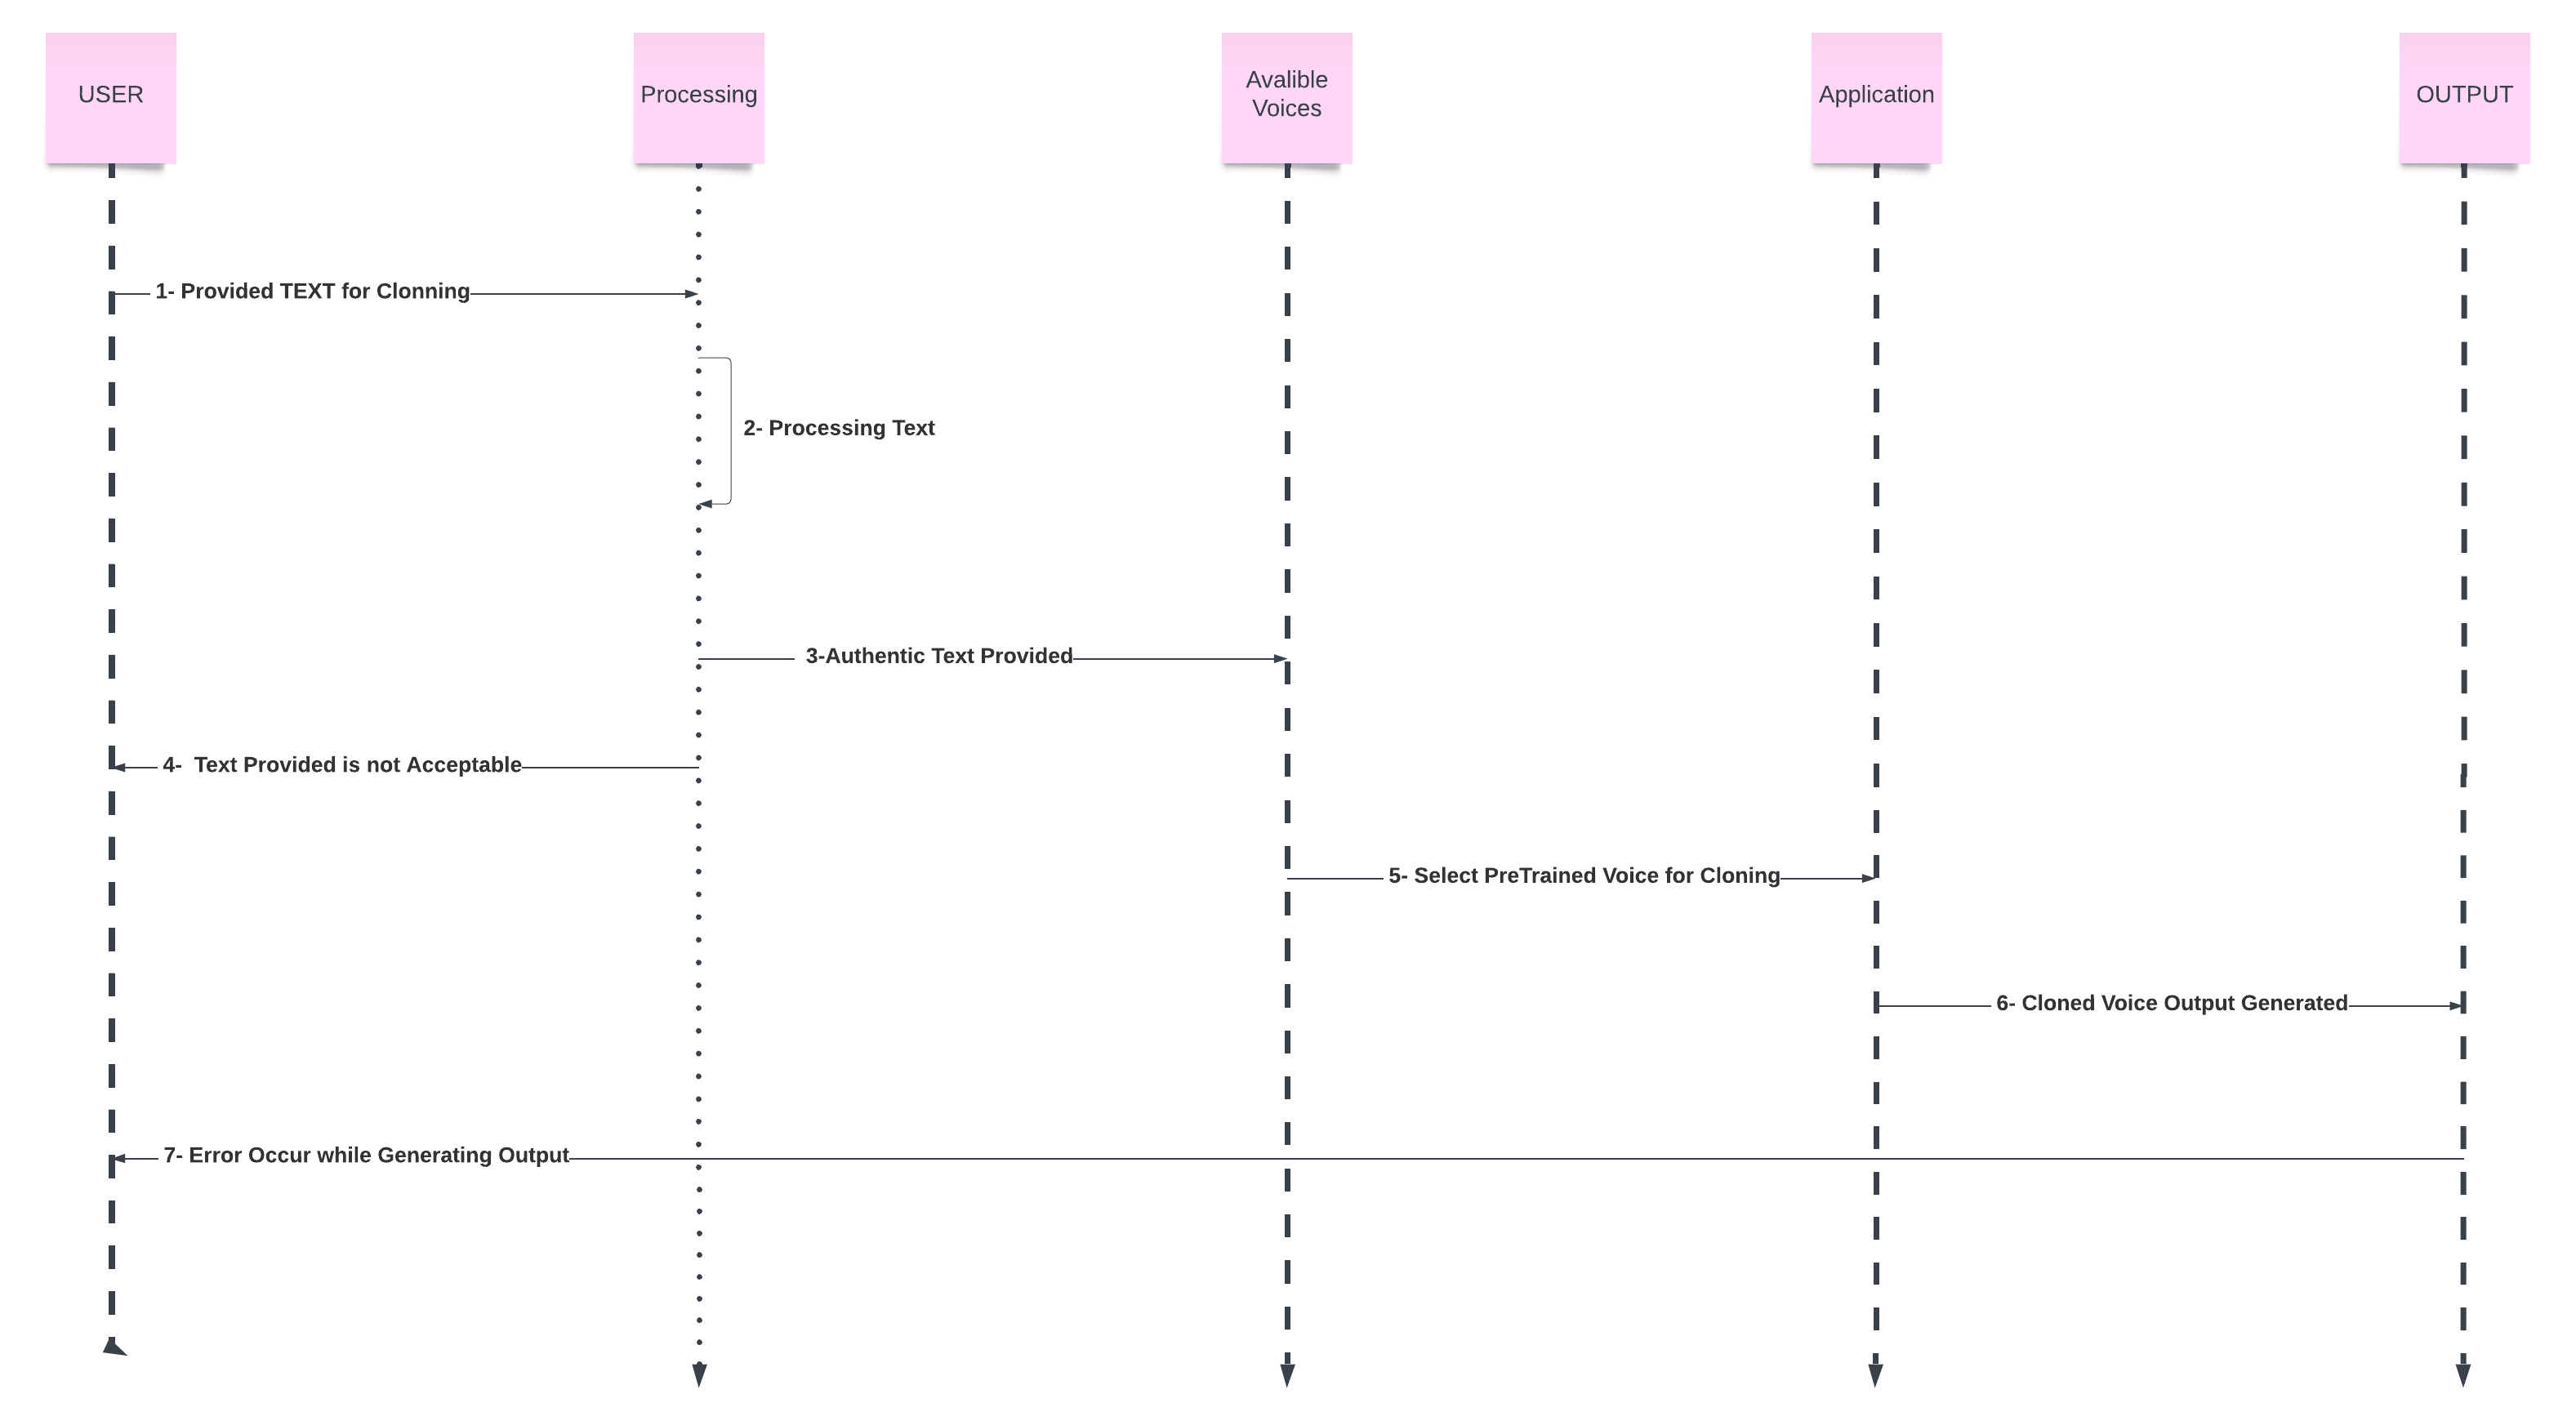 USER
Processing
Avalible
Voices
Application
OUTPUT
1- Provided TEXT for Clonning
2- Processing Text
3-Authentic Text Provided
4-  Text Provided is not Acceptable
5- Select PreTrained Voice for Cloning
6- Cloned Voice Output Generated
7- Error Occur while Generating Output